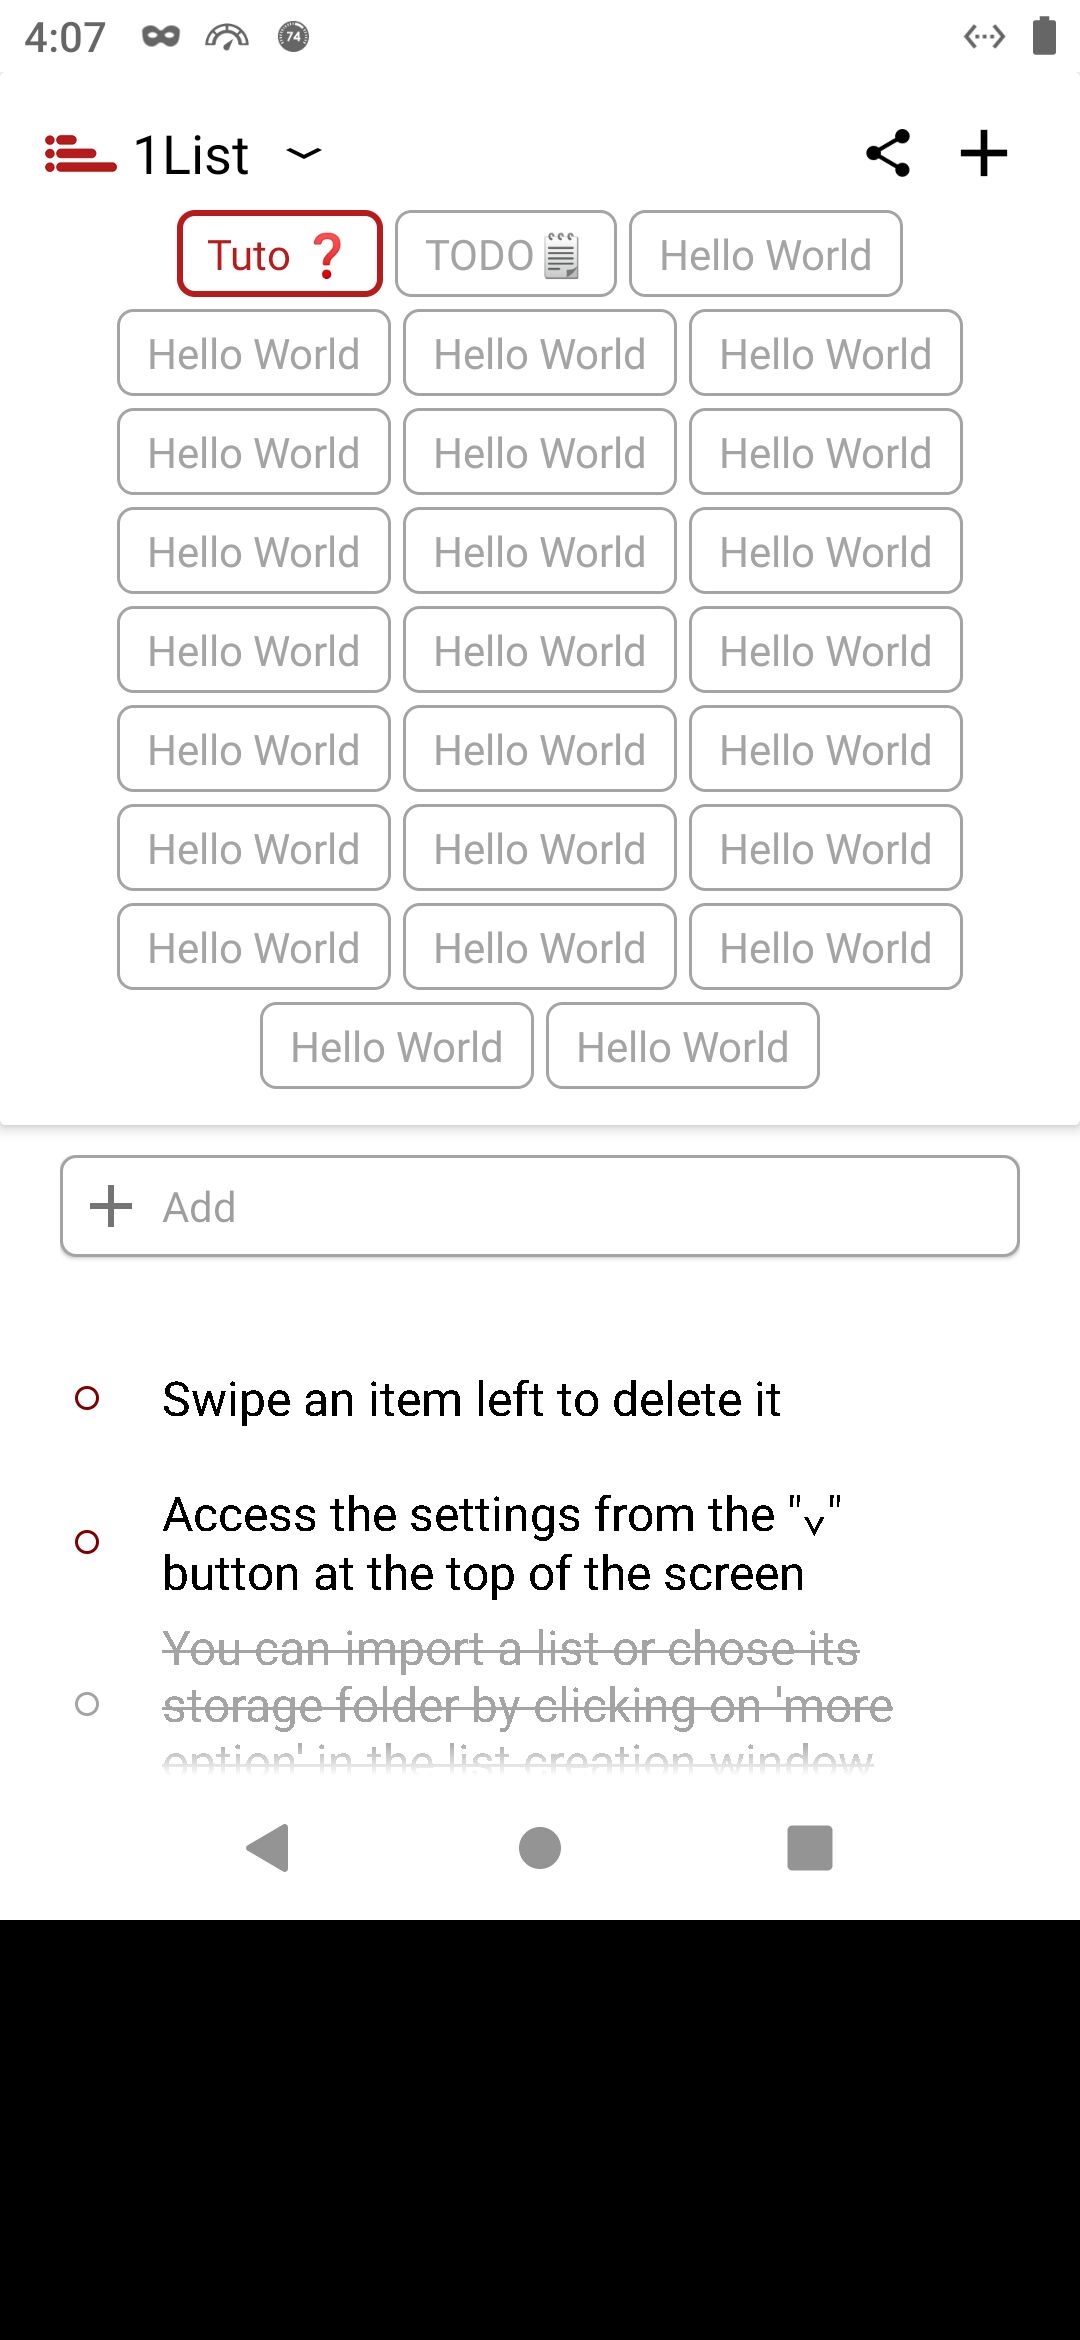 4:07
74
1List
Tuto ❓ TODO🗒 Hello World
Hello World Hello World Hello World
Hello World Hello World Hello World
Hello World Hello World Hello World
Hello World Hello World Hello World
Hello World Hello World Hello World
Hello World Hello World Hello World
Hello World Hello World Hello World
Hello World Hello World
Add
Swipe an item left to delete it
Access the settings from the "⌄"
button at the top of the screen
You can import a list or chose its
storage folder by clicking on 'more
option' in the list creation window